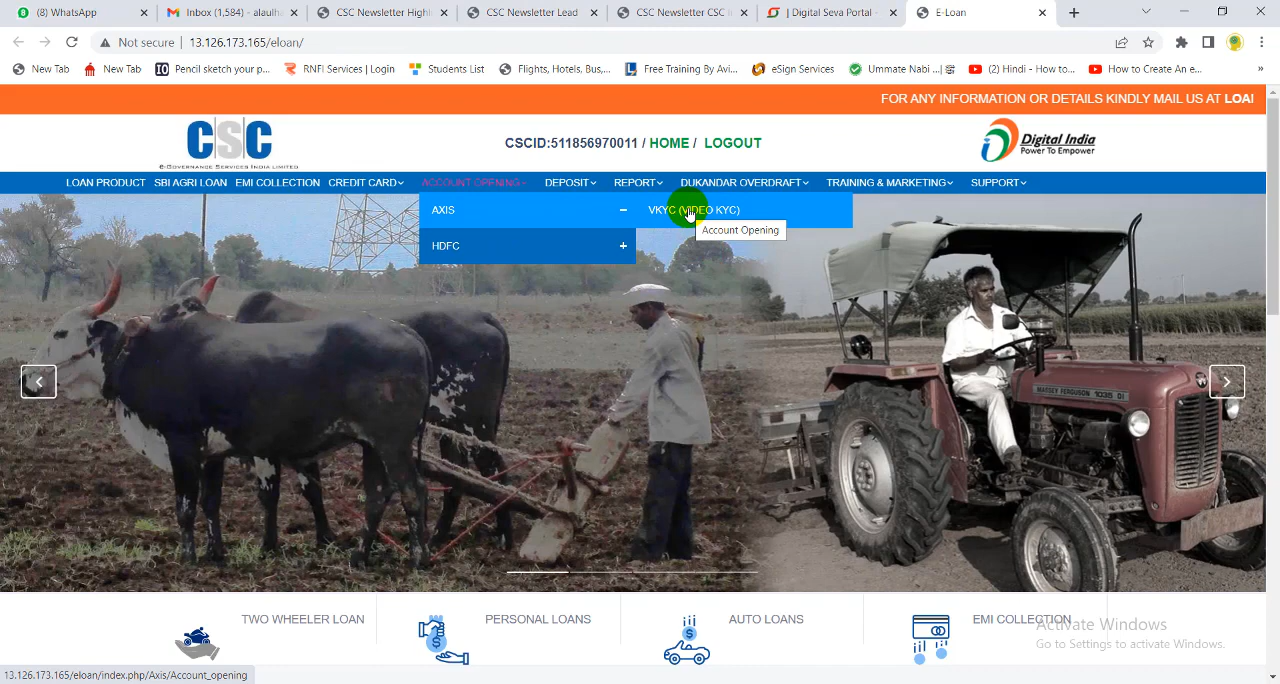 (8) WhatsApp
Inbox (1,584) - alaulha
CSC Newsletter Highl
CSC Newsletter Lead
CSC Newsletter CSC I
| Digital Seva Portal -
E-Loan
Not secure | 13.126.173.165/eloan/
New Tab
New Tab
Pencil sketch your p...
RNFI Services | Login
Students List
Flights, Hotels, Bus,...
Free Training By Avi...
eSign Services
Ummate Nabi ...|
(2) Hindi - How to...
How to Create An e...
FOR ANY INFORMATION OR DETAILS KINDLY MAIL US AT LOAI
CSC
e-Governance Services India Limited
CSCID:511856970011 / HOME / LOGOUT
Digital India
Power To Empower
LOAN PRODUCT
SBI AGRI LOAN
EMI COLLECTION
CREDIT CARD
ACCOUNT OPENING
DEPOSIT
REPORT
DUKANDAR OVERDRAFT
TRAINING & MARKETING
SUPPORT
AXIS −
VKYC (VIDEO KYC)
Account Opening
HDFC +
MASSEY FERGUSON 1035 DI
TWO WHEELER LOAN
PERSONAL LOANS
AUTO LOANS
EMI COLLECTION
Activate Windows
Go to Settings to activate Windows.
13.126.173.165/eloan/index.php/Axis/Account_opening